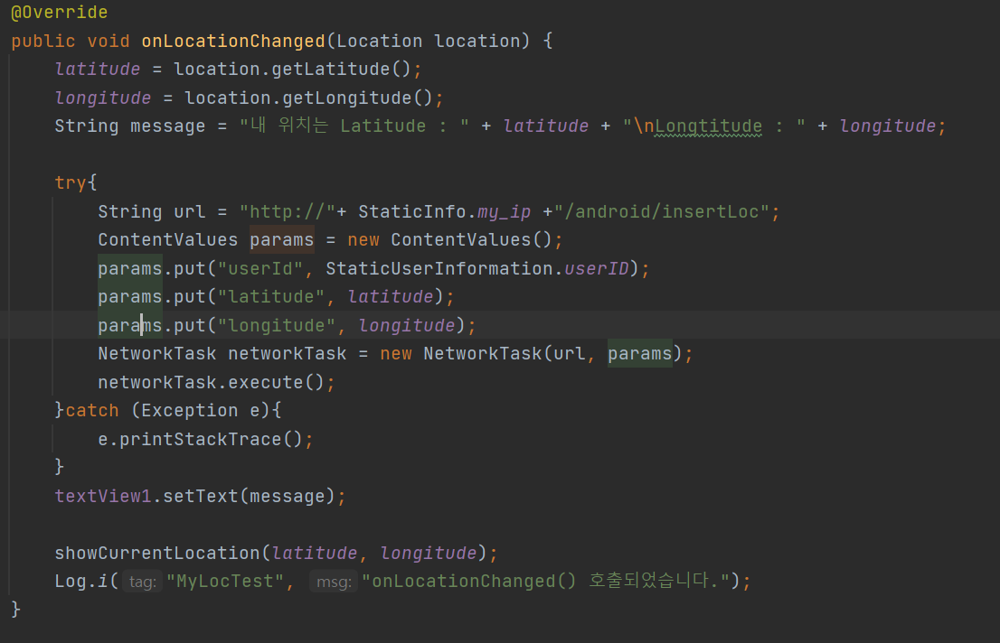 @Override
public void onLocationChanged(Location location) {
latitude = location.getLatitude();
longitude = location.getLongitude();
String message = "내 위치는 Latitude : " + latitude + "\nLongtitude : " + longitude;
try{
String url = "http://"+ StaticInfo.my_ip +"/android/insertLoc";
ContentValues params = new ContentValues();
params.put("userId", StaticUserInformation.userID);
params.put("latitude", latitude);
params.put("longitude", longitude);
NetworkTask networkTask = new NetworkTask(url, params);
networkTask.execute();
}catch (Exception e){
e.printStackTrace();
}
textView1.setText(message);
showCurrentLocation(latitude, longitude);
Log.i( tag: "MyLocTest", msg: "onLocationChanged() 호출되었습니다.");
}